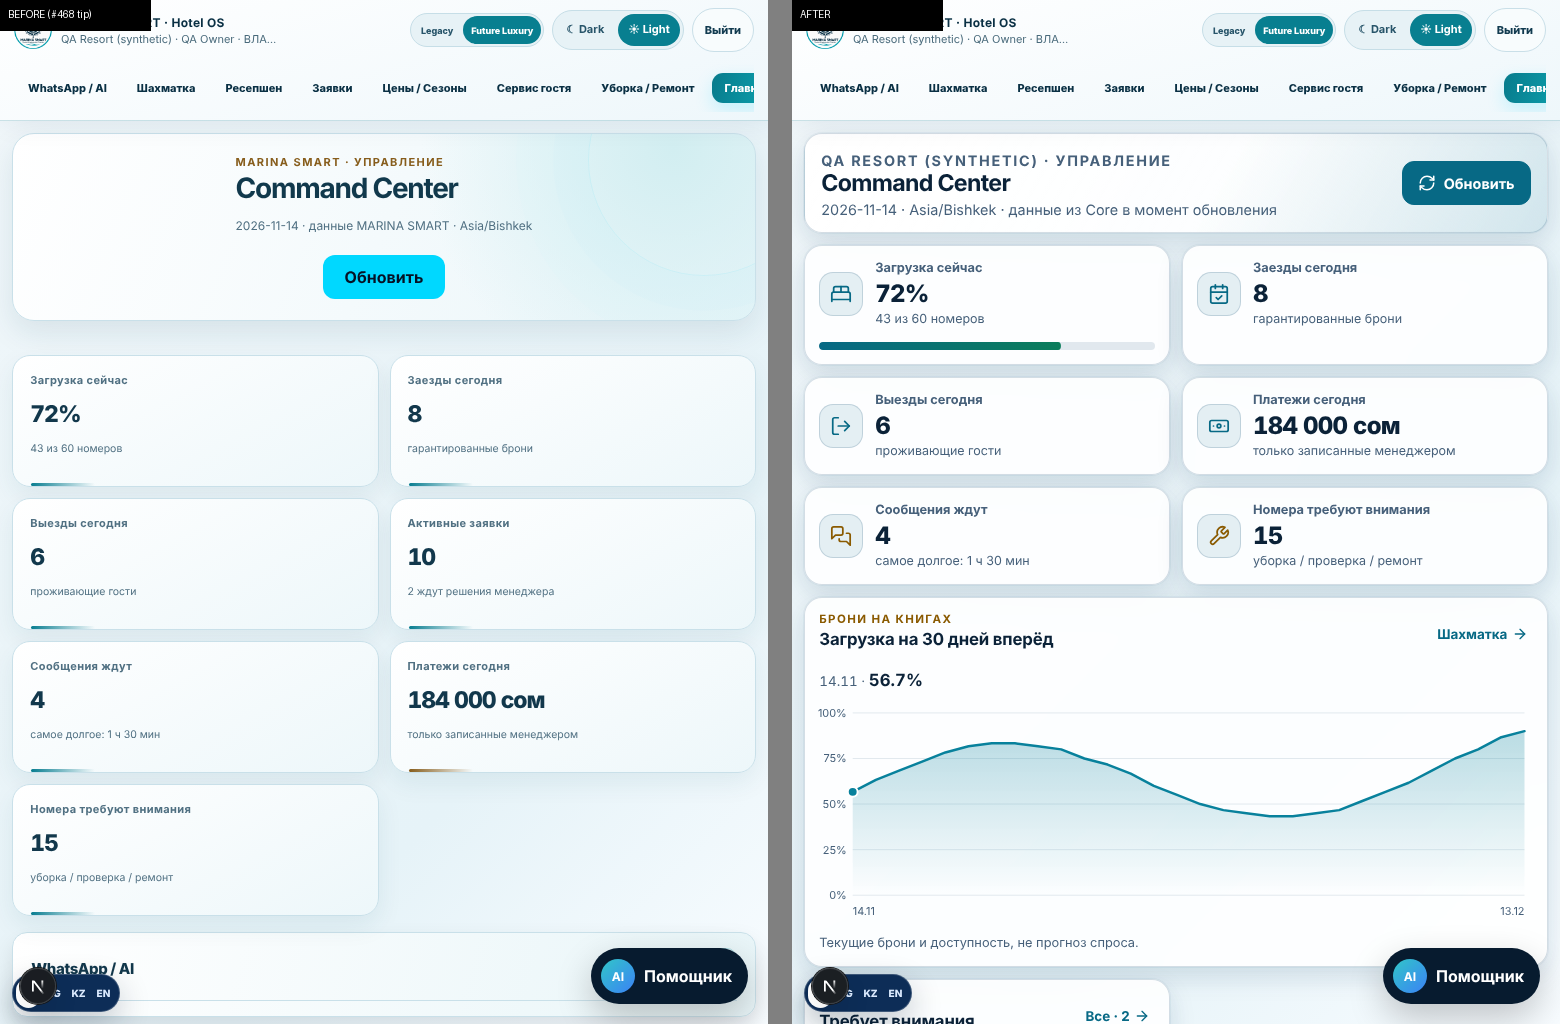 BEFORE (#468 tip)
T · Hotel OS
QA Resort (synthetic) · QA Owner · ВЛА...
Legacy
Future Luxury
Dark
Light
Выйти
WhatsApp / AI
Шахматка
Ресепшен
Заявки
Цены / Сезоны
Сервис гостя
Уборка / Ремонт
Главн
MARINA SMART · УПРАВЛЕНИЕ
Command Center
2026-11-14 · данные MARINA SMART · Asia/Bishkek
Обновить
Загрузка сейчас
72%
43 из 60 номеров
Заезды сегодня
8
гарантированные брони
Выезды сегодня
6
проживающие гости
Активные заявки
10
2 ждут решения менеджера
Сообщения ждут
4
самое долгое: 1 ч 30 мин
Платежи сегодня
184 000 сом
только записанные менеджером
Номера требуют внимания
15
уборка / проверка / ремонт
WhatsApp / AI
N
G
KZ
EN
AI
Помощник
AFTER
T · Hotel OS
QA Resort (synthetic) · QA Owner · ВЛА...
Legacy
Future Luxury
Dark
Light
Выйти
WhatsApp / AI
Шахматка
Ресепшен
Заявки
Цены / Сезоны
Сервис гостя
Уборка / Ремонт
Главн
QA RESORT (SYNTHETIC) · УПРАВЛЕНИЕ
Command Center
2026-11-14 · Asia/Bishkek · данные из Core в момент обновления
Обновить
Загрузка сейчас
72%
43 из 60 номеров
Заезды сегодня
8
гарантированные брони
Выезды сегодня
6
проживающие гости
Платежи сегодня
184 000 сом
только записанные менеджером
Сообщения ждут
4
самое долгое: 1 ч 30 мин
Номера требуют внимания
15
уборка / проверка / ремонт
БРОНИ НА КНИГАХ
Загрузка на 30 дней вперёд
Шахматка →
14.11 · 56.7%
100%
75%
50%
25%
0%
14.11
13.12
Текущие брони и доступность, не прогноз спроса.
Требует внимания
Все · 2 →
N
G
KZ
EN
AI
Помощник